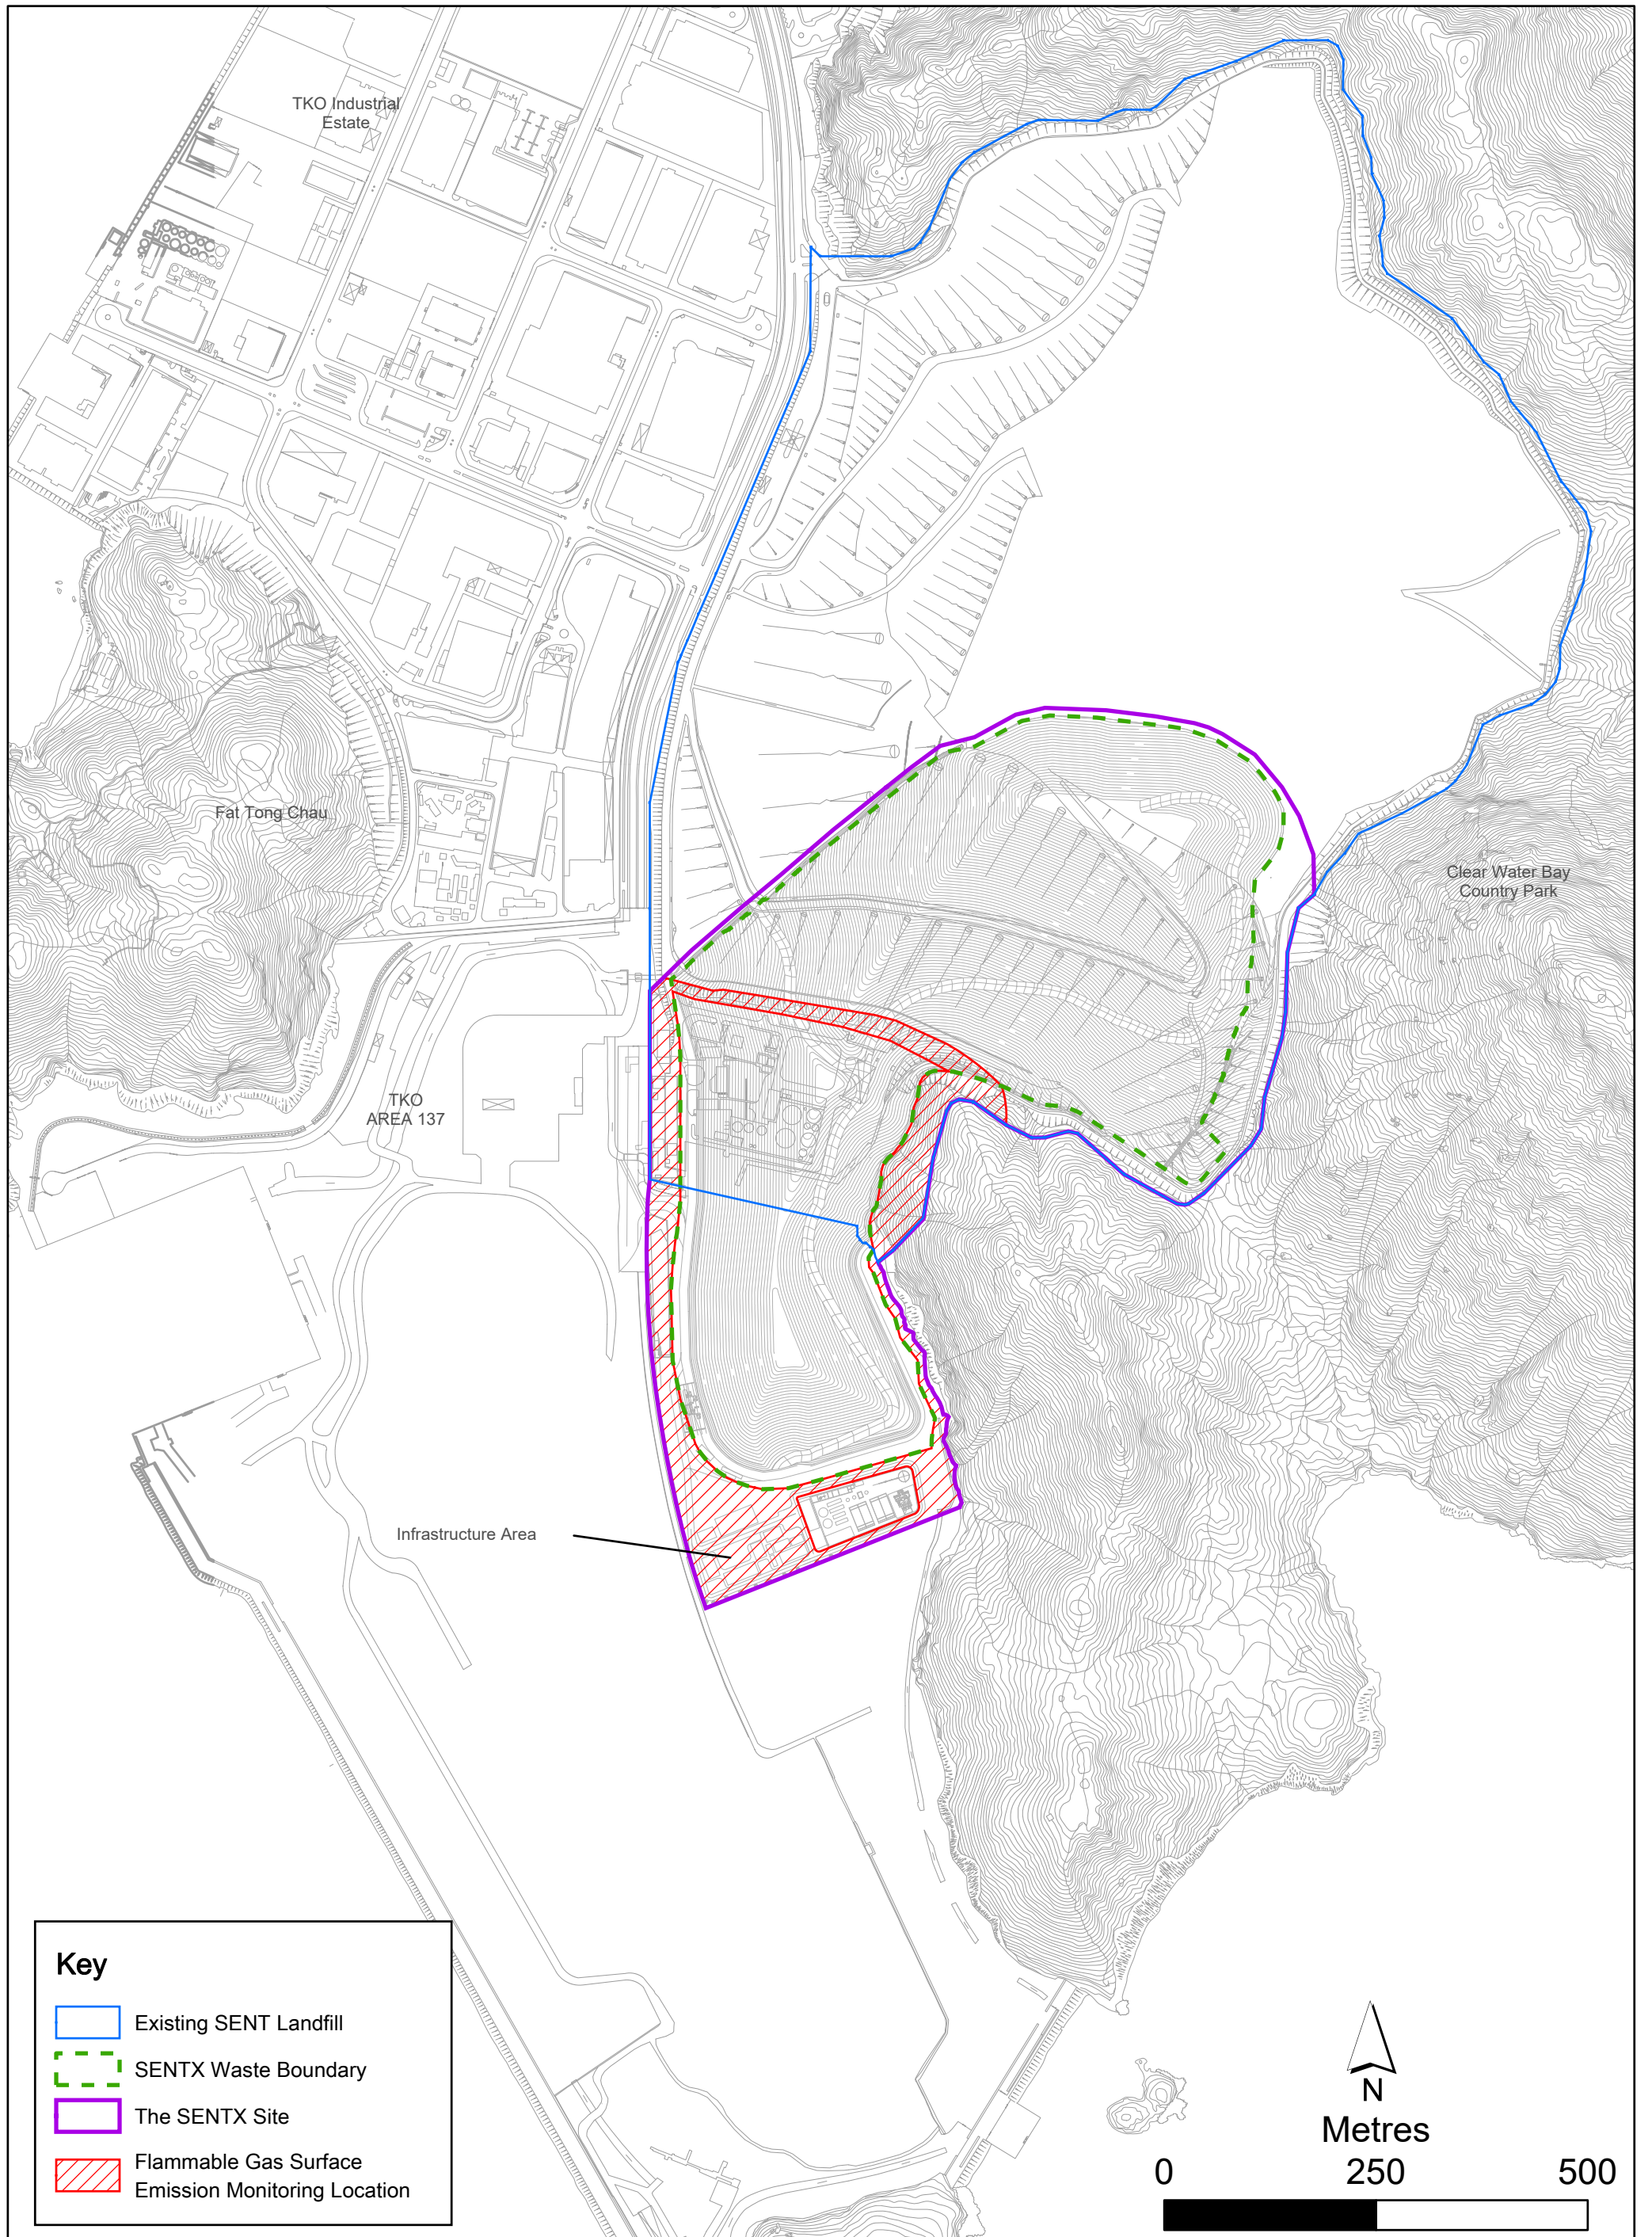 TKO Industrial
Estate
Fat Tong Chau
Clear Water Bay
Country Park
TKO
AREA 137
Infrastructure Area
Key
Existing SENT Landfill
SENTX Waste Boundary
The SENTX Site
Flammable Gas Surface
Emission Monitoring Location
N
Metres
0 250 500